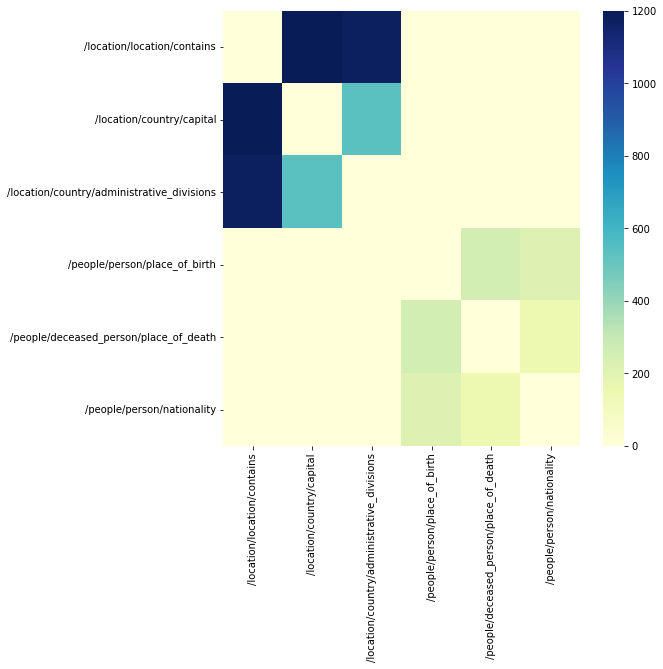 /location/location/contains
/location/country/capital
/location/country/administrative_divisions
/people/person/place_of_birth
/people/deceased_person/place_of_death
/people/person/nationality
/location/location/contains
/location/country/capital
/location/country/administrative_divisions
/people/person/place_of_birth
/people/deceased_person/place_of_death
/people/person/nationality
1200
1000
800
600
400
200
0